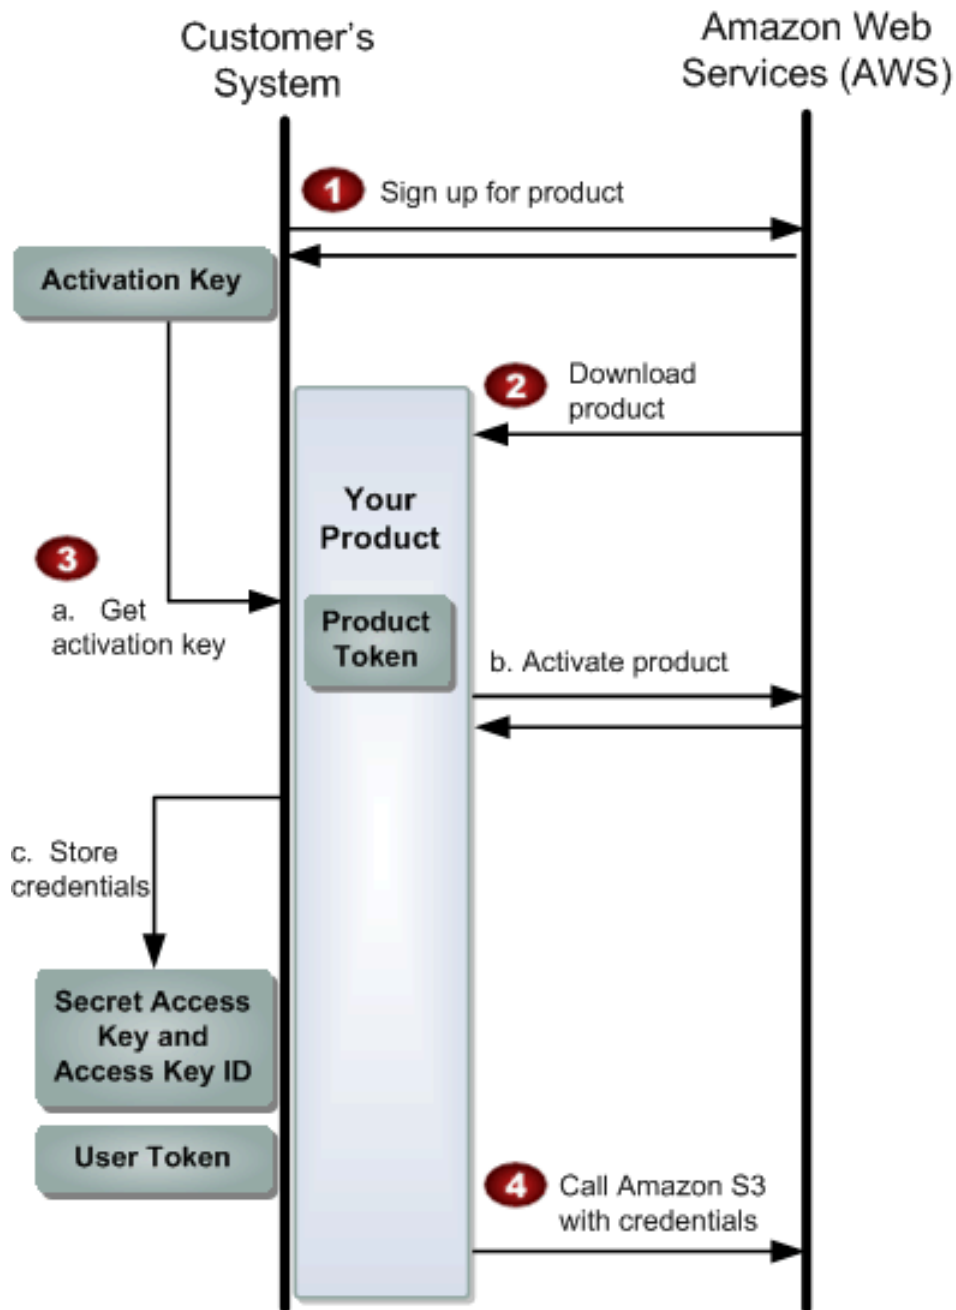 Customer's
System
Amazon Web
Services (AWS)
1 Sign up for product
Activation Key
2 Download
product
Your
Product
3
a. Get
activation key
Product
Token
b. Activate product
c. Store
credentials
Secret Access
Key and
Access Key ID
User Token
4 Call Amazon S3
with credentials